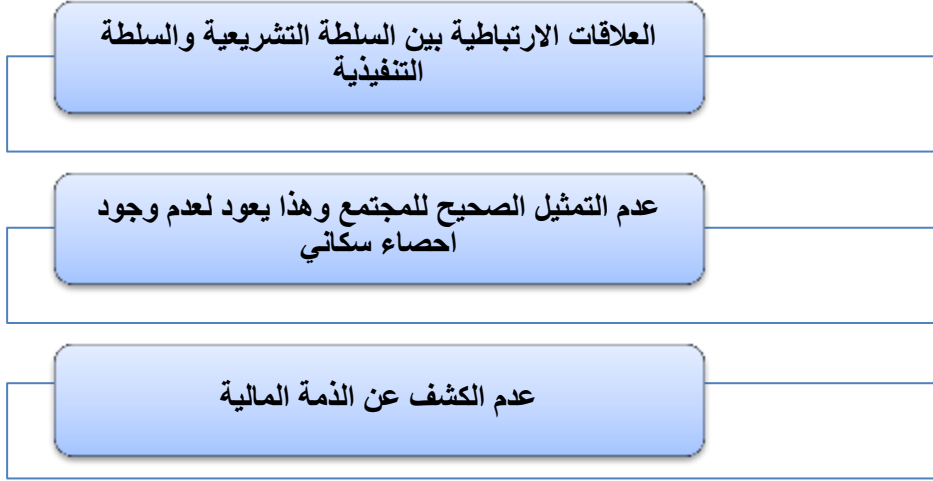 العلاقات الارتباطية بين السلطة التشريعية والسلطة
التنفيذية
عدم التمثيل الصحيح للمجتمع وهذا يعود لعدم وجود
احصاء سكاني
عدم الكشف عن الذمة المالية